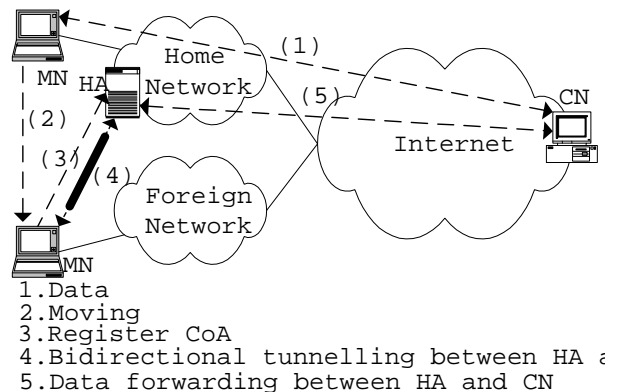 (1)
Home
Network
MN
HA
(5)
CN
(2)
Internet
(3)
(4)
Foreign
Network
MN
1.Data
2.Moving
3.Register CoA
4.Bidirectional tunnelling between HA a
5.Data forwarding between HA and CN